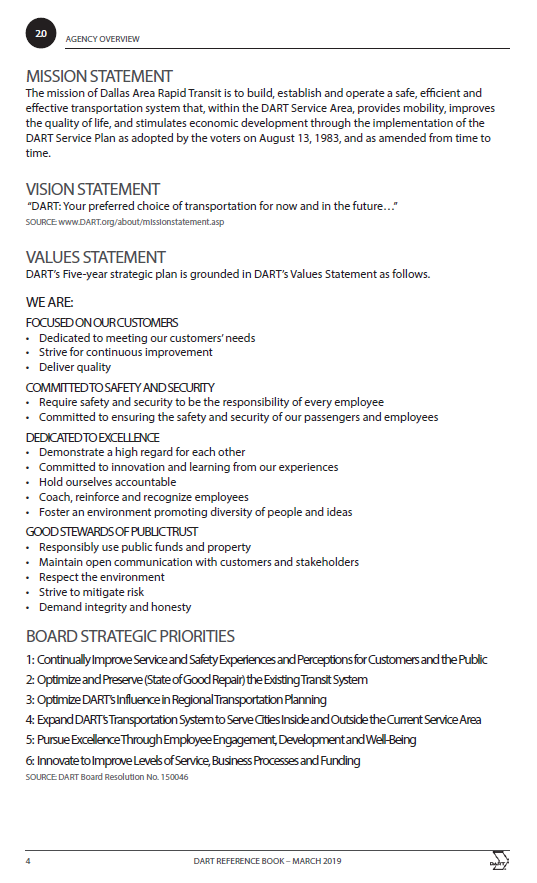 2.0
AGENCY OVERVIEW
MISSION STATEMENT
The mission of Dallas Area Rapid Transit is to build, establish and operate a safe, efficient and
effective transportation system that, within the DART Service Area, provides mobility, improves
the quality of life, and stimulates economic development through the implementation of the
DART Service Plan as adopted by the voters on August 13, 1983, and as amended from time to
time.
VISION STATEMENT
“DART: Your preferred choice of transportation for now and in the future…”
SOURCE: www.DART.org/about/missionstatement.asp
VALUES STATEMENT
DART’s Five-year strategic plan is grounded in DART’s Values Statement as follows.
WE ARE:
FOCUSED ON OUR CUSTOMERS
• Dedicated to meeting our customers’ needs
• Strive for continuous improvement
• Deliver quality
COMMITTED TO SAFETY AND SECURITY
• Require safety and security to be the responsibility of every employee
• Committed to ensuring the safety and security of our passengers and employees
DEDICATED TO EXCELLENCE
• Demonstrate a high regard for each other
• Committed to innovation and learning from our experiences
• Hold ourselves accountable
• Coach, reinforce and recognize employees
• Foster an environment promoting diversity of people and ideas
GOOD STEWARDS OF PUBLIC TRUST
• Responsibly use public funds and property
• Maintain open communication with customers and stakeholders
• Respect the environment
• Strive to mitigate risk
• Demand integrity and honesty
BOARD STRATEGIC PRIORITIES
1: Continually Improve Service and Safety Experiences and Perceptions for Customers and the Public
2: Optimize and Preserve (State of Good Repair) the Existing Transit System
3: Optimize DART’s Influence in Regional Transportation Planning
4: Expand DART’s Transportation System to Serve Cities Inside and Outside the Current Service Area
5: Pursue Excellence Through Employee Engagement, Development and Well-Being
6: Innovate to Improve Levels of Service, Business Processes and Funding
SOURCE: DART Board Resolution No. 150046
4
DART REFERENCE BOOK – MARCH 2019
DART